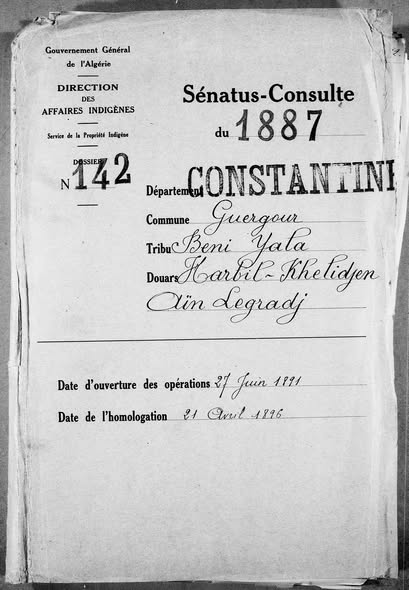 Gouvernement Général
de l'Algérie
DIRECTION
DES
AFFAIRES INDIGÈNES
Service de la Propriété Indigène
DOSSIER
N 142
Sénatus-Consulte
du 1887
Département CONSTANTINE
Commune Guergour
Tribu Beni Yala
Douars Harbil-Khelidjen
Aïn Legradj
Date d'ouverture des opérations 27 Juin 1891
Date de l'homologation 21 Avril 1896